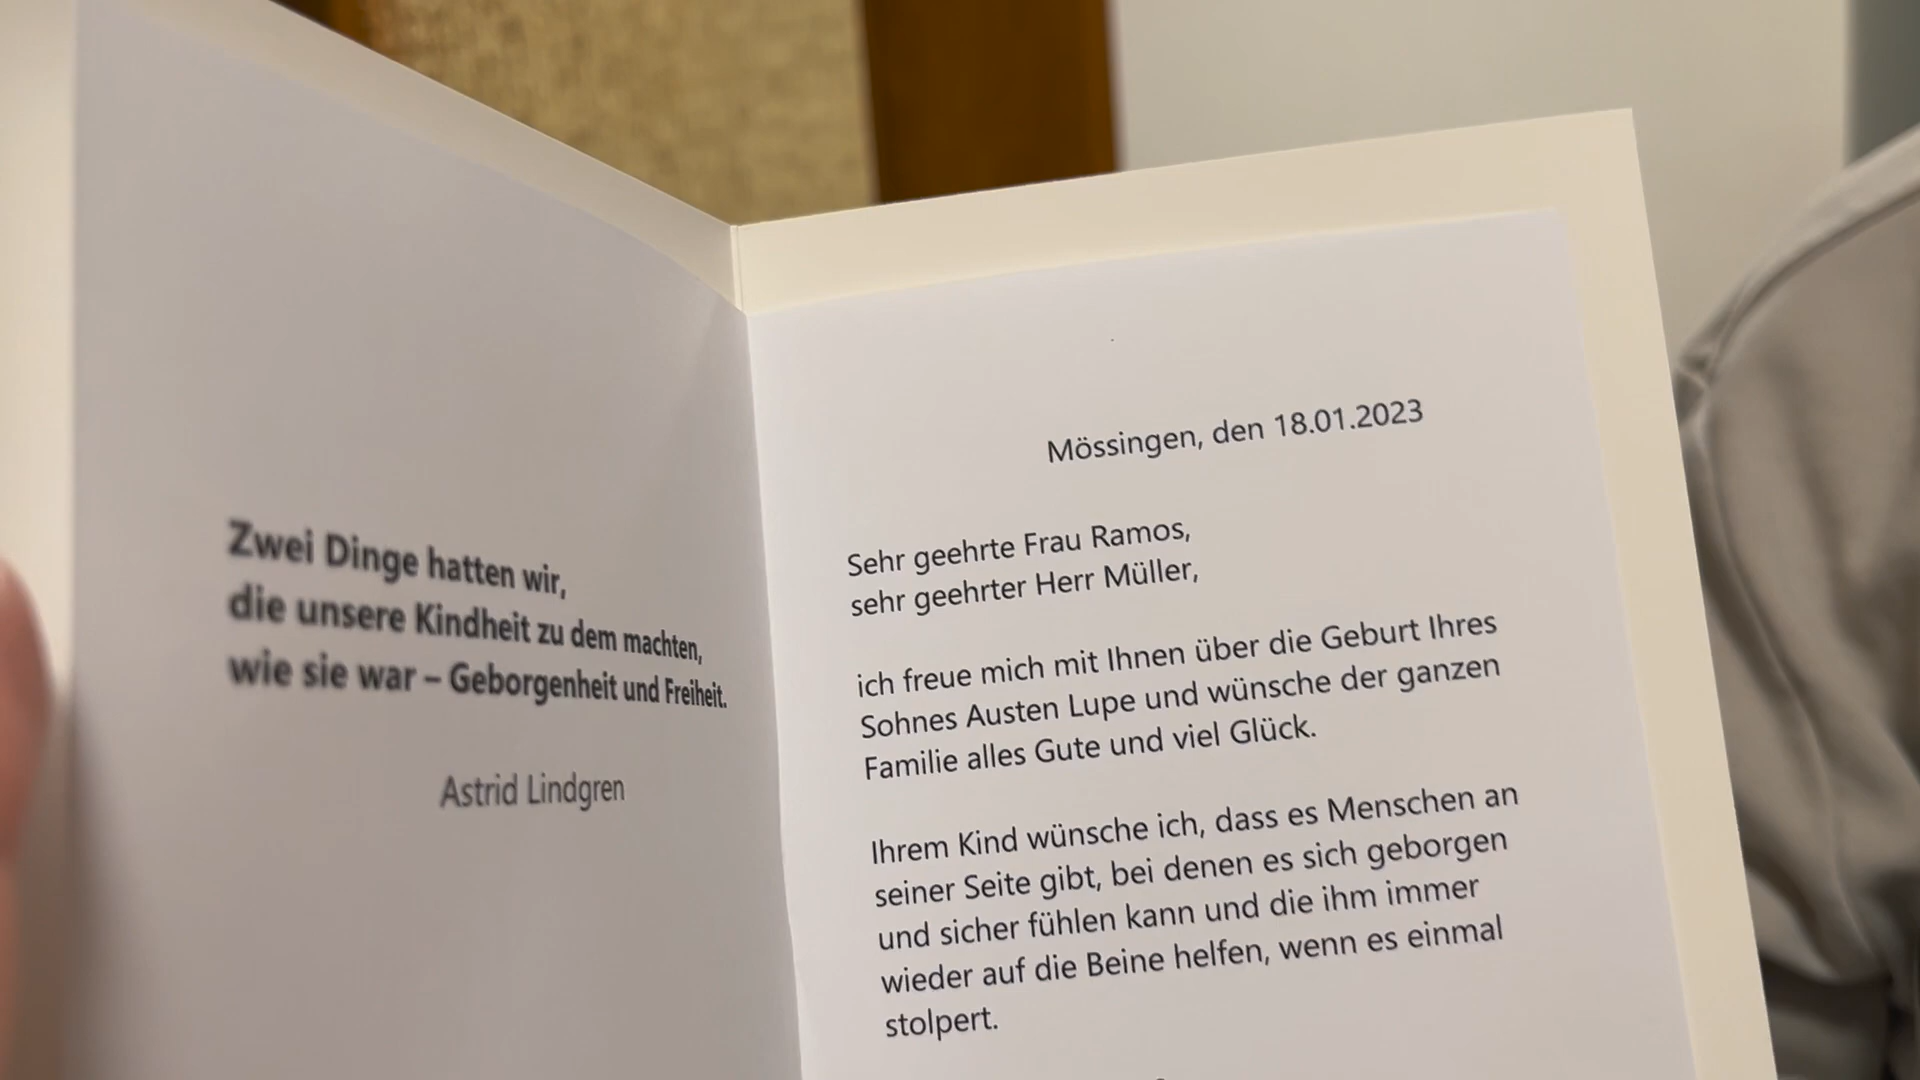 Zwei Dinge hatten wir,
die unsere Kindheit zu dem machten,
wie sie war – Geborgenheit und Freiheit.
Astrid Lindgren
Mössingen, den 18.01.2023
Sehr geehrte Frau Ramos,
sehr geehrter Herr Müller,
ich freue mich mit Ihnen über die Geburt Ihres
Sohnes Austen Lupe und wünsche der ganzen
Familie alles Gute und viel Glück.
Ihrem Kind wünsche ich, dass es Menschen an
seiner Seite gibt, bei denen es sich geborgen
und sicher fühlen kann und die ihm immer
wieder auf die Beine helfen, wenn es einmal
stolpert.